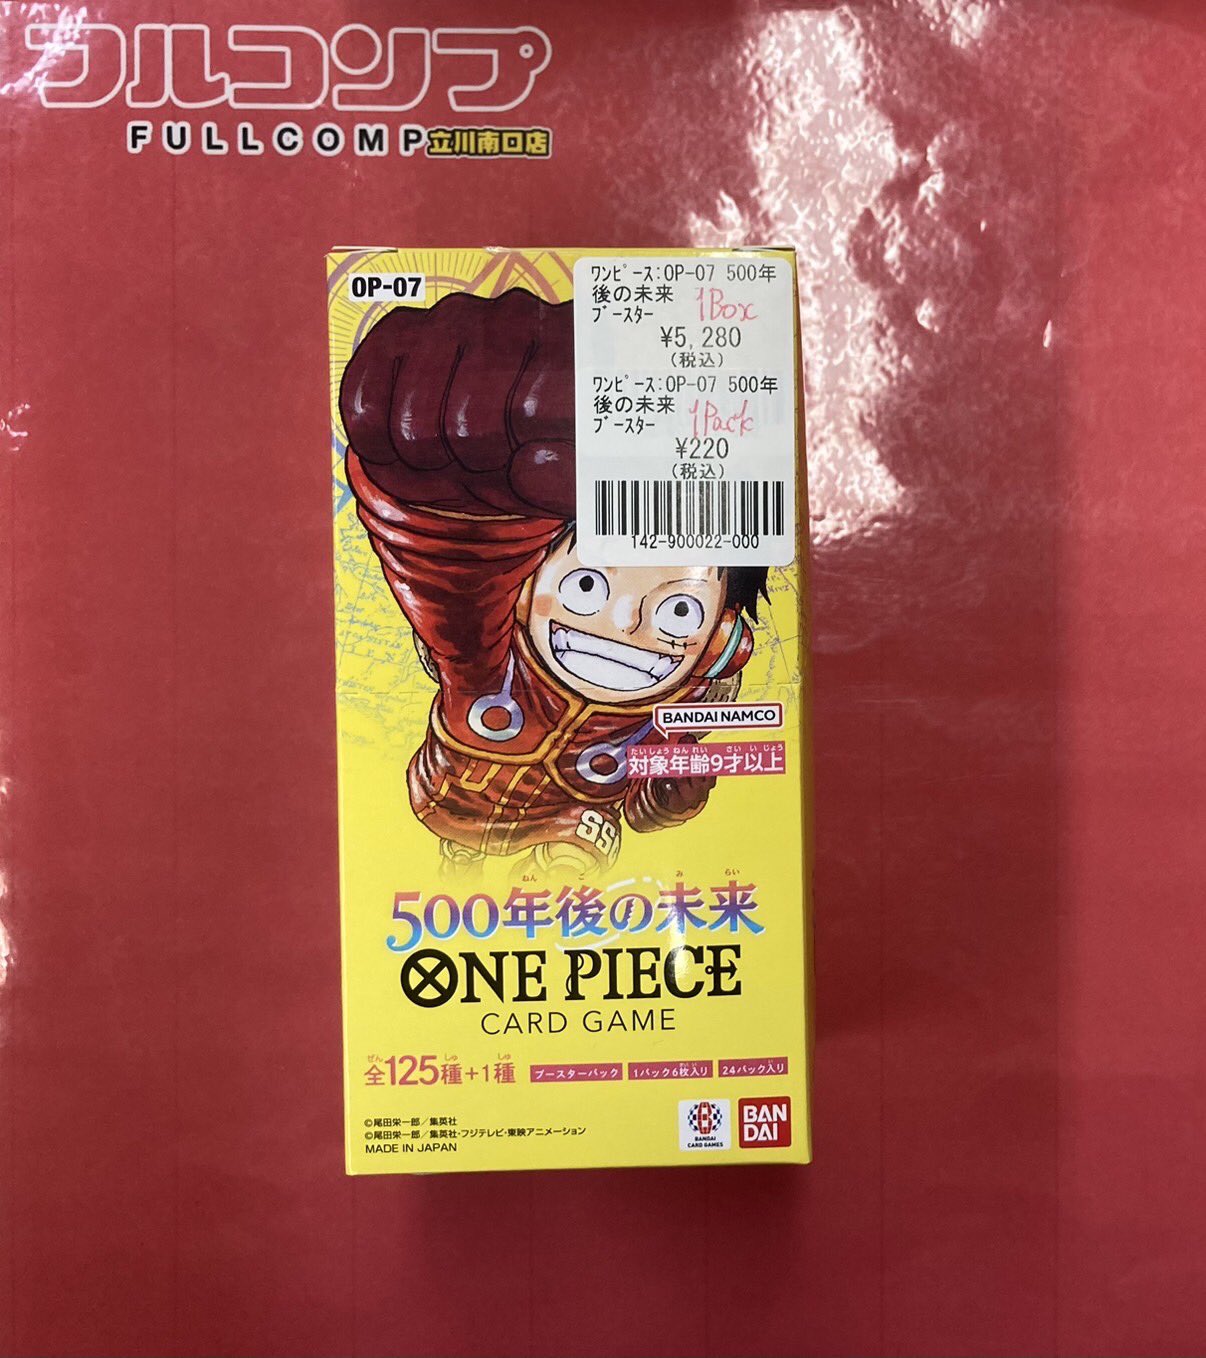 フルコンプ
FULLCOMP立川南口店
OP-07
ﾜﾝﾋﾟｰｽ:OP-07 500年
後の未来
ﾌﾞｰｽﾀｰ 1Box
¥5,280
(税込)
ﾜﾝﾋﾟｰｽ:OP-07 500年
後の未来
ﾌﾞｰｽﾀｰ 1Pack
¥220
(税込)
142-900022-000
BANDAI NAMCO
たいしょう ねんれい さい いじょう
対象年齢9才以上
SS
ねん ご み らい
500年後の未来
ONE PIECE
CARD GAME
ぜん しゅ しゅ
全125種+1種
ブースターパック 1パック6枚入り 24パック入り
©尾田栄一郎／集英社
©尾田栄一郎／集英社・フジテレビ・東映アニメーション
MADE IN JAPAN
BANDAI
CARD GAMES
BAN
DAI